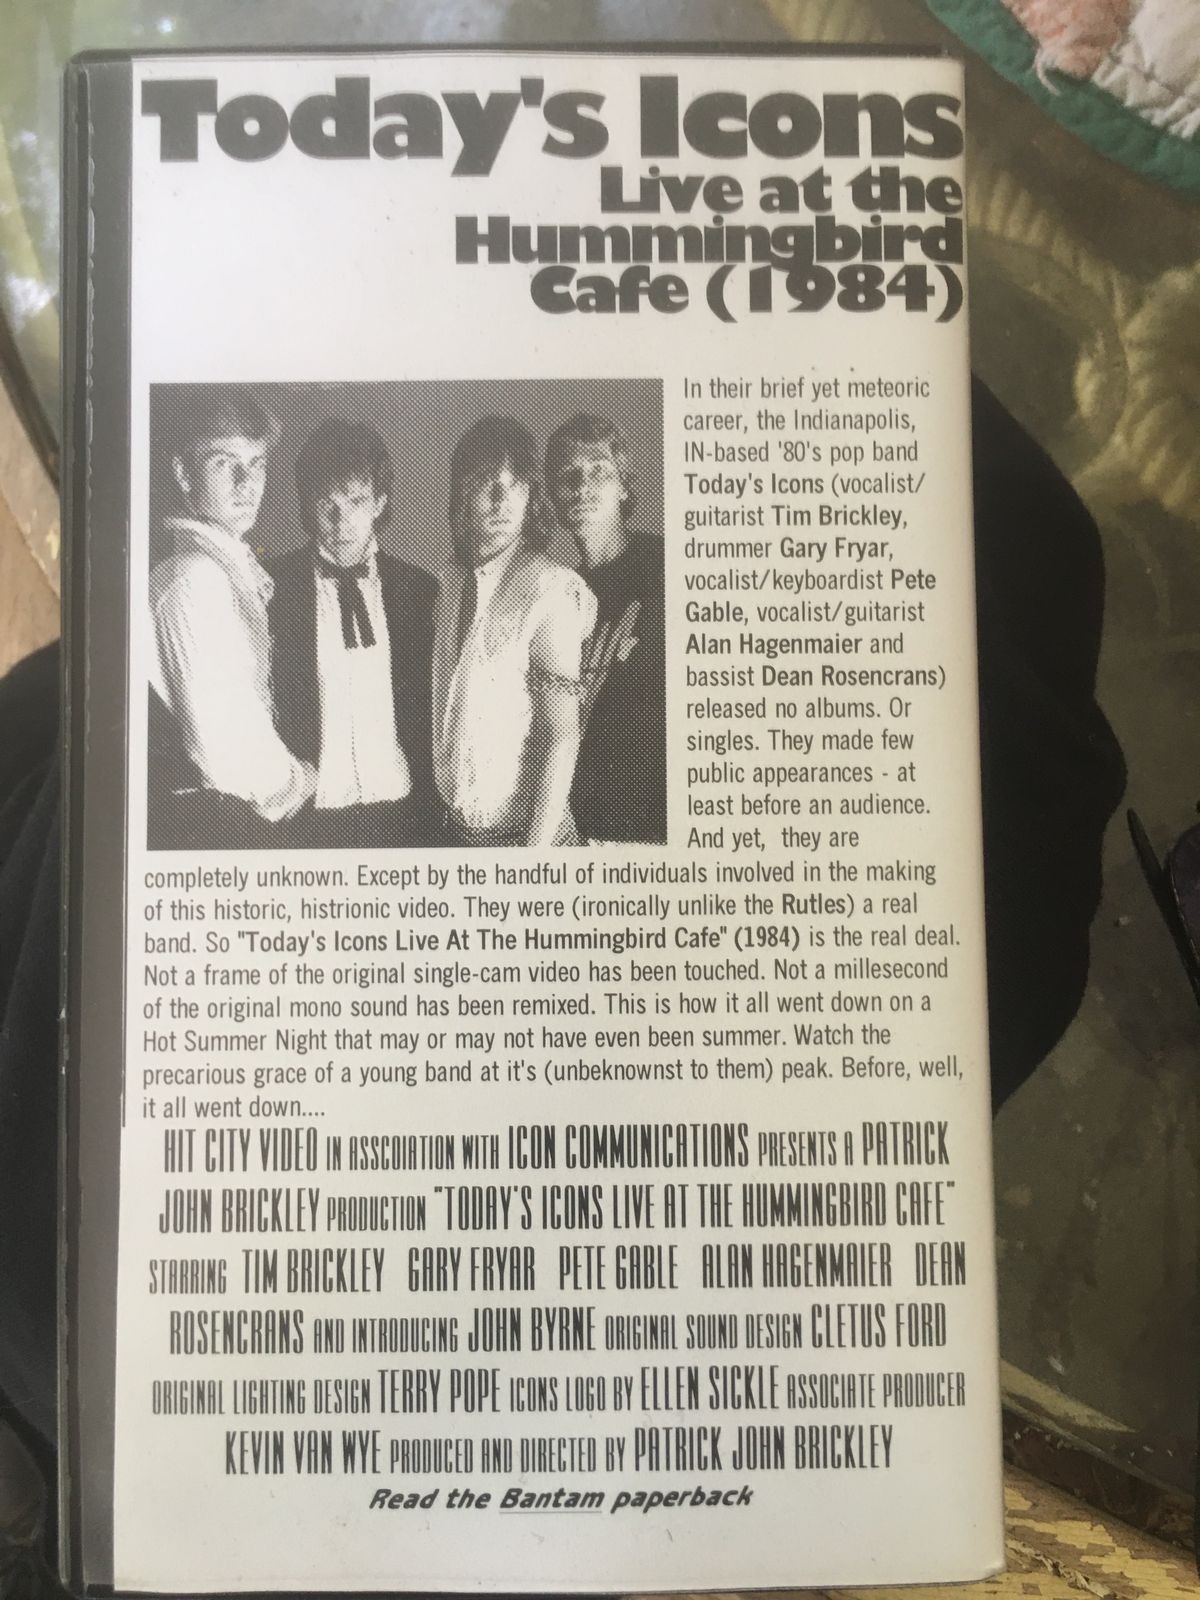 Today's Icons
Live at the
Hummingbird
Cafe (1984)
In their brief yet meteoric
career, the Indianapolis,
IN-based '80's pop band
Today's Icons (vocalist/
guitarist Tim Brickley,
drummer Gary Fryar,
vocalist/keyboardist Pete
Gable, vocalist/guitarist
Alan Hagenmaier and
bassist Dean Rosencrans)
released no albums. Or
singles. They made few
public appearances - at
least before an audience.
And yet, they are
completely unknown. Except by the handful of individuals involved in the making
of this historic, histrionic video. They were (ironically unlike the Rutles) a real
band. So "Today's Icons Live At The Hummingbird Cafe" (1984) is the real deal.
Not a frame of the original single-cam video has been touched. Not a millesecond
of the original mono sound has been remixed. This is how it all went down on a
Hot Summer Night that may or may not have even been summer. Watch the
precarious grace of a young band at it's (unbeknownst to them) peak. Before, well,
it all went down....
HIT CITY VIDEO IN ASSCOIATION WITH ICON COMMUNICATIONS PRESENTS A PATRICK
JOHN BRICKLEY PRODUCTION "TODAY'S ICONS LIVE AT THE HUMMINGBIRD CAFE"
STARRING TIM BRICKLEY GARY FRYAR PETE GABLE ALAN HAGENMAIER DEAN
ROSENCRANS AND INTRODUCING JOHN BYRNE ORIGINAL SOUND DESIGN CLETUS FORD
ORIGINAL LIGHTING DESIGN TERRY POPE ICONS LOGO BY ELLEN SICKLE ASSOCIATE PRODUCER
KEVIN VAN WYE PRODUCED AND DIRECTED BY PATRICK JOHN BRICKLEY
Read the Bantam paperback